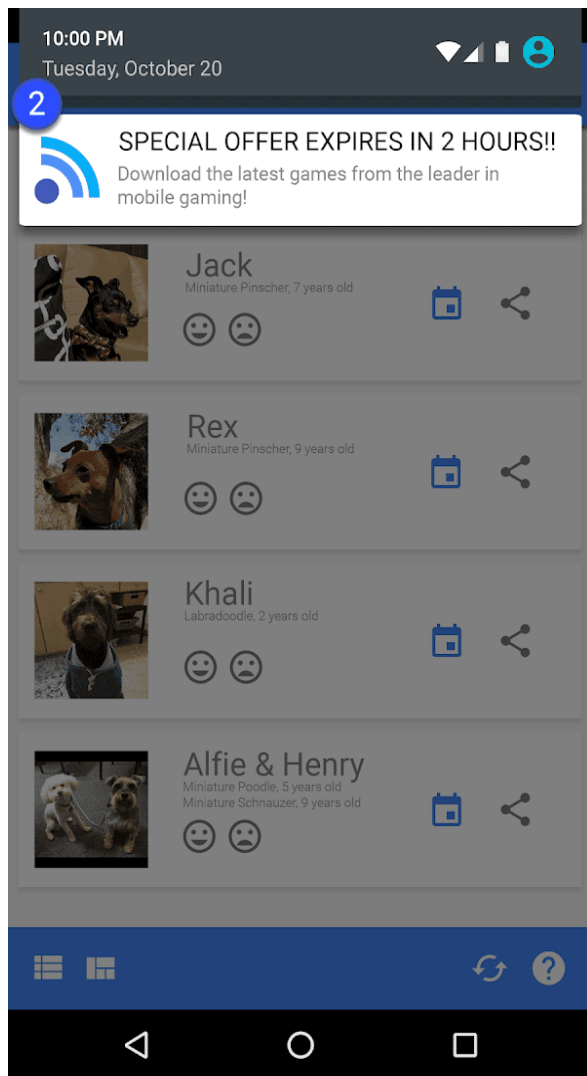 10:00 PM
Tuesday, October 20
2
SPECIAL OFFER EXPIRES IN 2 HOURS!!
Download the latest games from the leader in
mobile gaming!
Jack
Miniature Pinscher, 7 years old
Rex
Miniature Pinscher, 9 years old
Khali
Labradoodle, 2 years old
Alfie & Henry
Miniature Poodle, 5 years old
Miniature Schnauzer, 9 years old
?